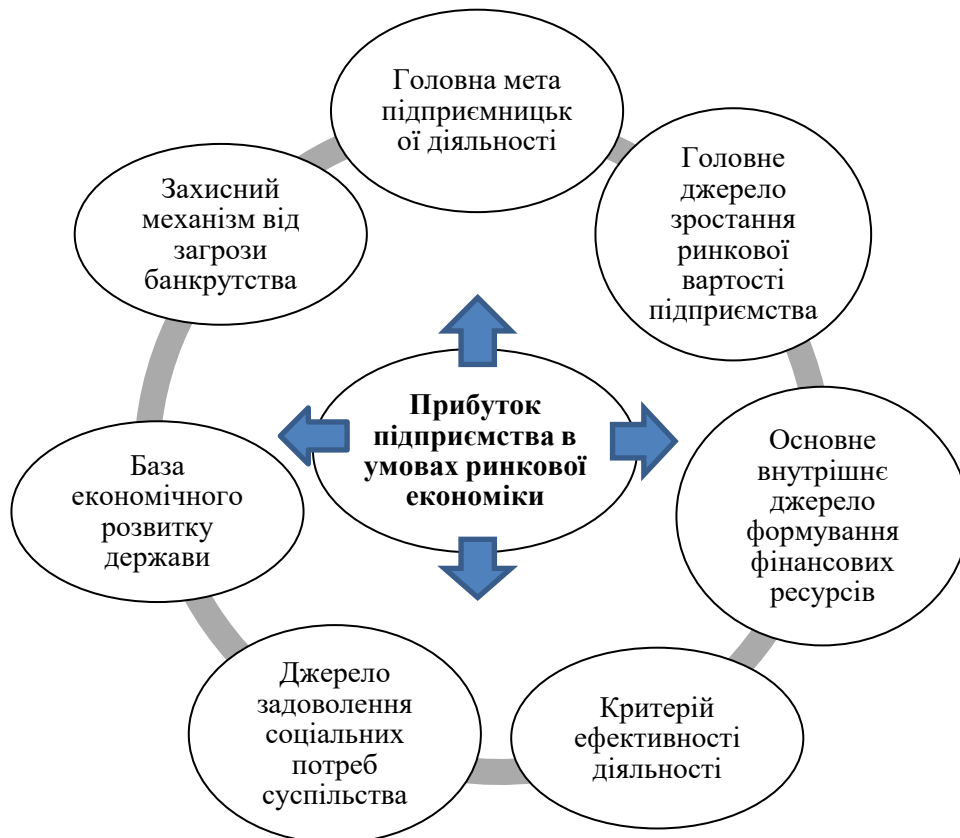 Головна мета
підприємницьк
ої діяльності
Головне
джерело
зростання
ринкової
вартості
підприємства
Основне
внутрішнє
джерело
формування
фінансових
ресурсів
Критерій
ефективності
діяльності
Джерело
задоволення
соціальних
потреб
суспільства
База
економічного
розвитку
держави
Захисний
механізм від
загрози
банкрутства
Прибуток
підприємства в
умовах ринкової
економіки